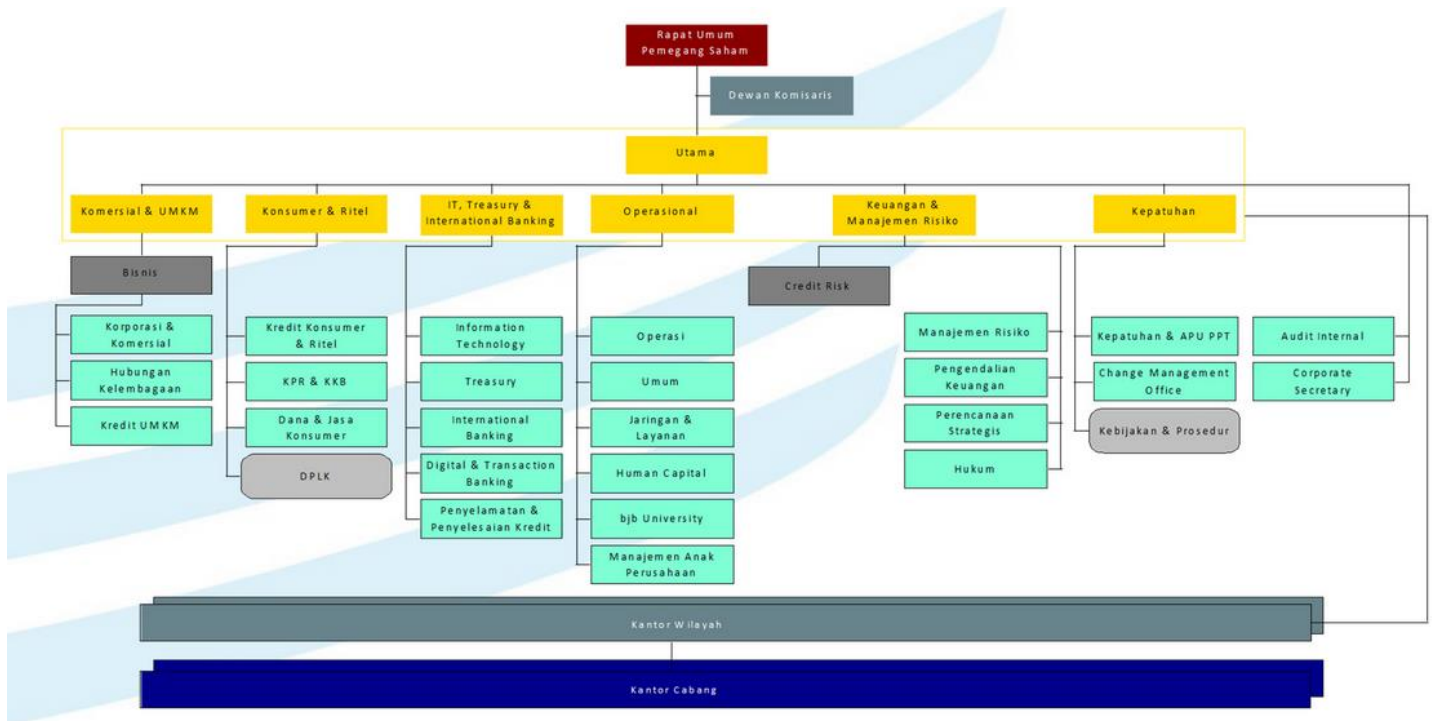 Rapat Umum
Pemegang Saham
Dewan Komisaris
Utama
Komersial & UMKM
Konsumer & Ritel
IT, Treasury &
International Banking
Operasional
Keuangan &
Manajemen Risiko
Kepatuhan
Bisnis
Credit Risk
Korporasi &
Komersial
Hubungan
Kelembagaan
Kredit UMKM
Kredit Konsumer
& Ritel
KPR & KKB
Dana & Jasa
Konsumer
DPLK
Information
Technology
Treasury
International
Banking
Digital & Transaction
Banking
Penyelamatan &
Penyelesaian Kredit
Operasi
Umum
Jaringan &
Layanan
Human Capital
bjb University
Manajemen Anak
Perusahaan
Manajemen Risiko
Pengendalian
Keuangan
Perencanaan
Strategis
Hukum
Kepatuhan & APU PPT
Change Management
Office
Kebijakan & Prosedur
Audit Internal
Corporate
Secretary
Kantor Wilayah
Kantor Cabang